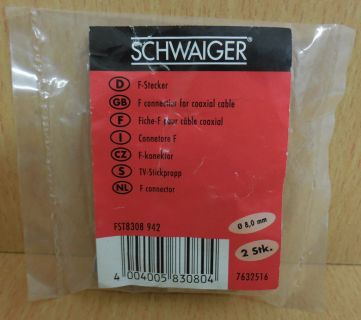 SCHWAIGER®
D F-Stecker
GB F connector for coaxial cable
F Fiche-F pour câble coaxial
I Connetore F
CZ F-konektor
S TV-Stickpropp
NL F connector
FST8308 942
Ø 8,0 mm
2 Stk.
4 004005 830804
7632516